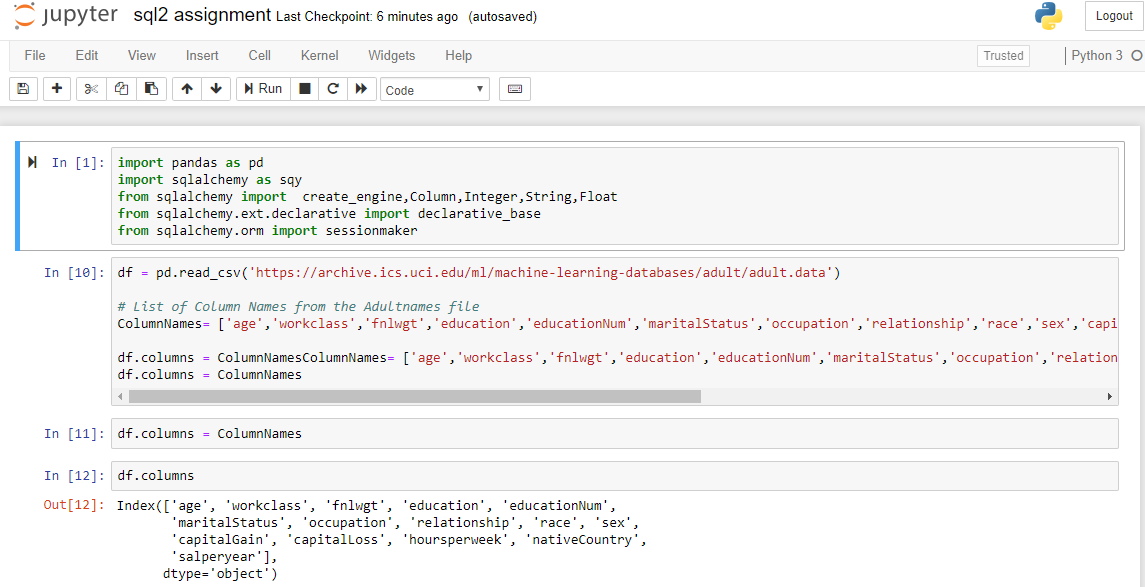 jupyter sql2 assignment Last Checkpoint: 6 minutes ago (autosaved) Logout
File Edit View Insert Cell Kernel Widgets Help Trusted Python 3
Run Code
In [1]: import pandas as pd
import sqlalchemy as sqy
from sqlalchemy import  create_engine,Column,Integer,String,Float
from sqlalchemy.ext.declarative import declarative_base
from sqlalchemy.orm import sessionmaker
In [10]: df = pd.read_csv('https://archive.ics.uci.edu/ml/machine-learning-databases/adult/adult.data')
# List of Column Names from the Adultnames file
ColumnNames= ['age','workclass','fnlwgt','education','educationNum','maritalStatus','occupation','relationship','race','sex','capi
df.columns = ColumnNamesColumnNames= ['age','workclass','fnlwgt','education','educationNum','maritalStatus','occupation','relation
df.columns = ColumnNames
In [11]: df.columns = ColumnNames
In [12]: df.columns
Out[12]: Index(['age', 'workclass', 'fnlwgt', 'education', 'educationNum',
'maritalStatus', 'occupation', 'relationship', 'race', 'sex',
'capitalGain', 'capitalLoss', 'hoursperweek', 'nativeCountry',
'salperyear'],
dtype='object')